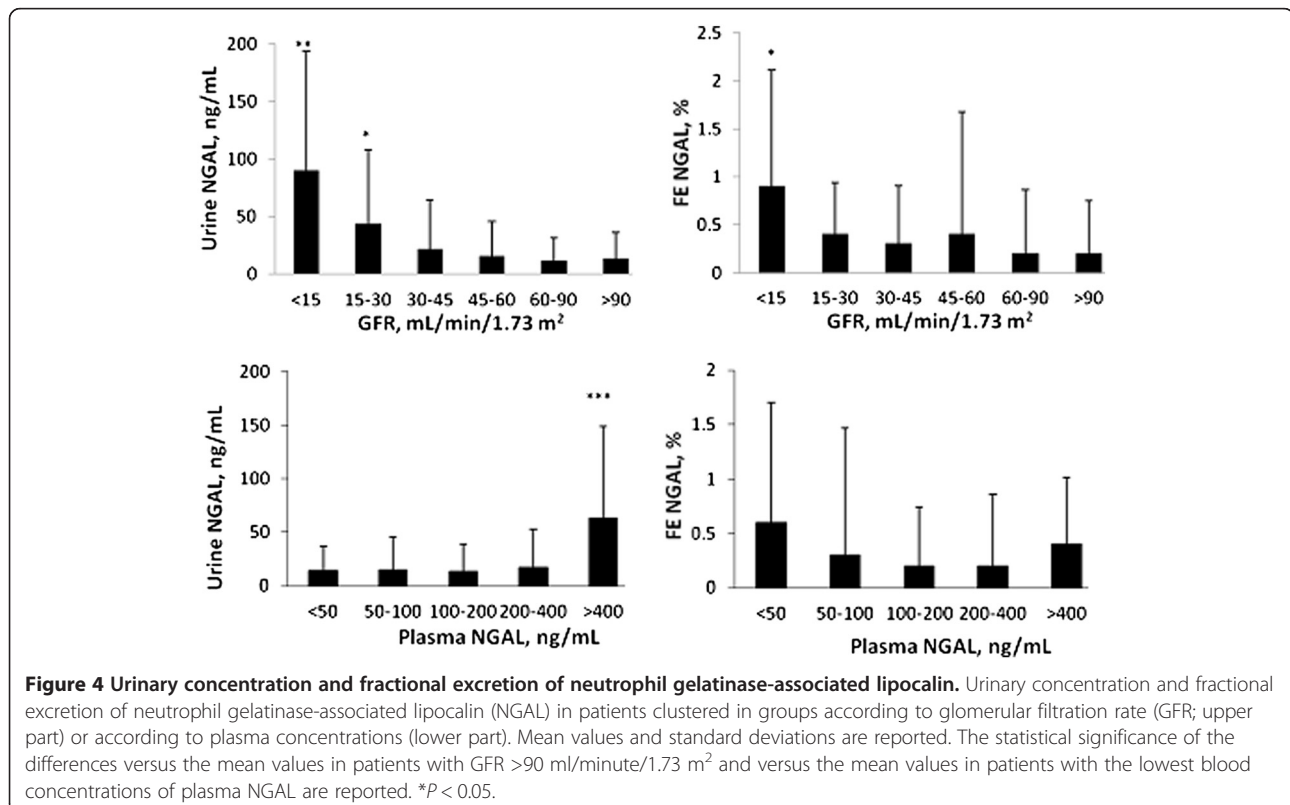 **
*
200
150
100
50
0
Urine NGAL, ng/mL
<15 15-30 30-45 45-60 60-90 >90
GFR, mL/min/1.73 m²
*
2.5
2
1.5
1
0.5
0
FE NGAL, %
<15 15-30 30-45 45-60 60-90 >90
GFR, mL/min/1.73 m²
***
200
150
100
50
0
Urine NGAL, ng/mL
<50 50-100 100-200 200-400 >400
Plasma NGAL, ng/mL
2
1.5
1
0.5
0
FE NGAL, %
<50 50-100 100-200 200-400 >400
Plasma NGAL, ng/mL
Figure 4 Urinary concentration and fractional excretion of neutrophil gelatinase-associated lipocalin. Urinary concentration and fractional
excretion of neutrophil gelatinase-associated lipocalin (NGAL) in patients clustered in groups according to glomerular filtration rate (GFR; upper
part) or according to plasma concentrations (lower part). Mean values and standard deviations are reported. The statistical significance of the
differences versus the mean values in patients with GFR >90 ml/minute/1.73 m² and versus the mean values in patients with the lowest blood
concentrations of plasma NGAL are reported. *P < 0.05.